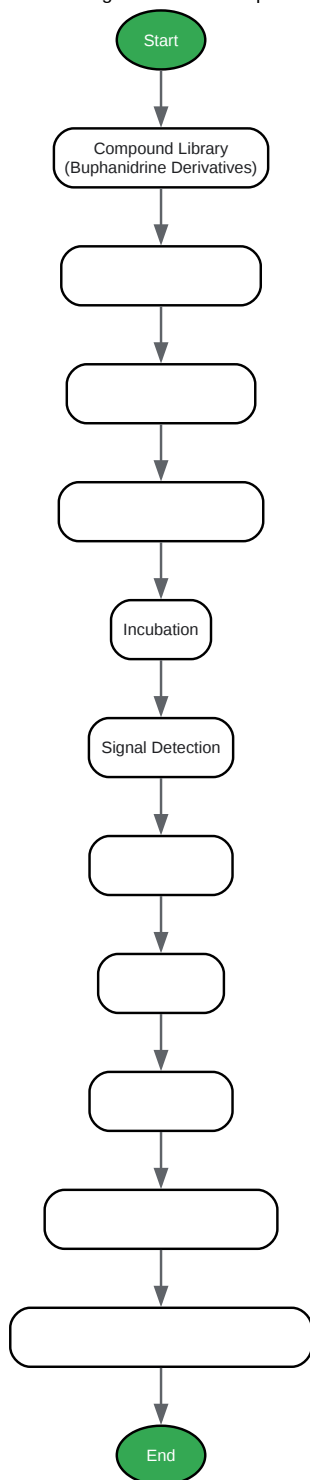 Start
Compound Library
(Buphanidrine Derivatives)
Incubation
Signal Detection
End